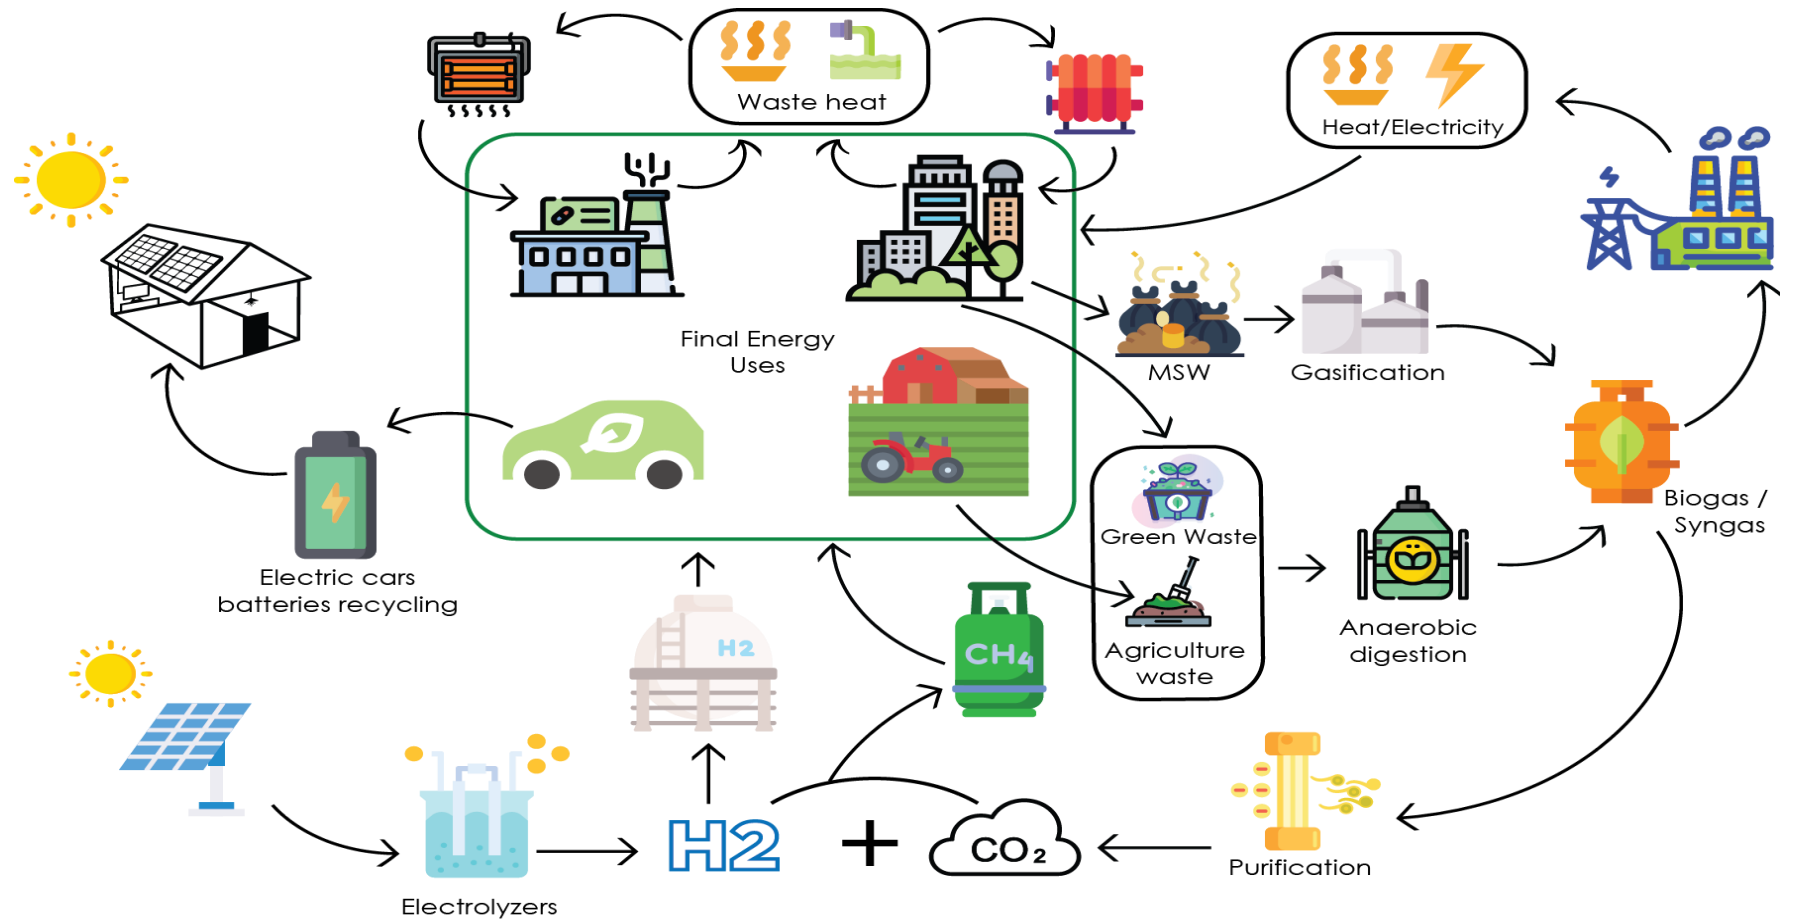 Waste heat
Heat/Electricity
Final Energy
Uses
MSW
Gasification
Biogas /
Syngas
Green Waste
Agriculture
waste
Anaerobic
digestion
Electric cars
batteries recycling
H2
CH4
H2
+
CO₂
Purification
Electrolyzers